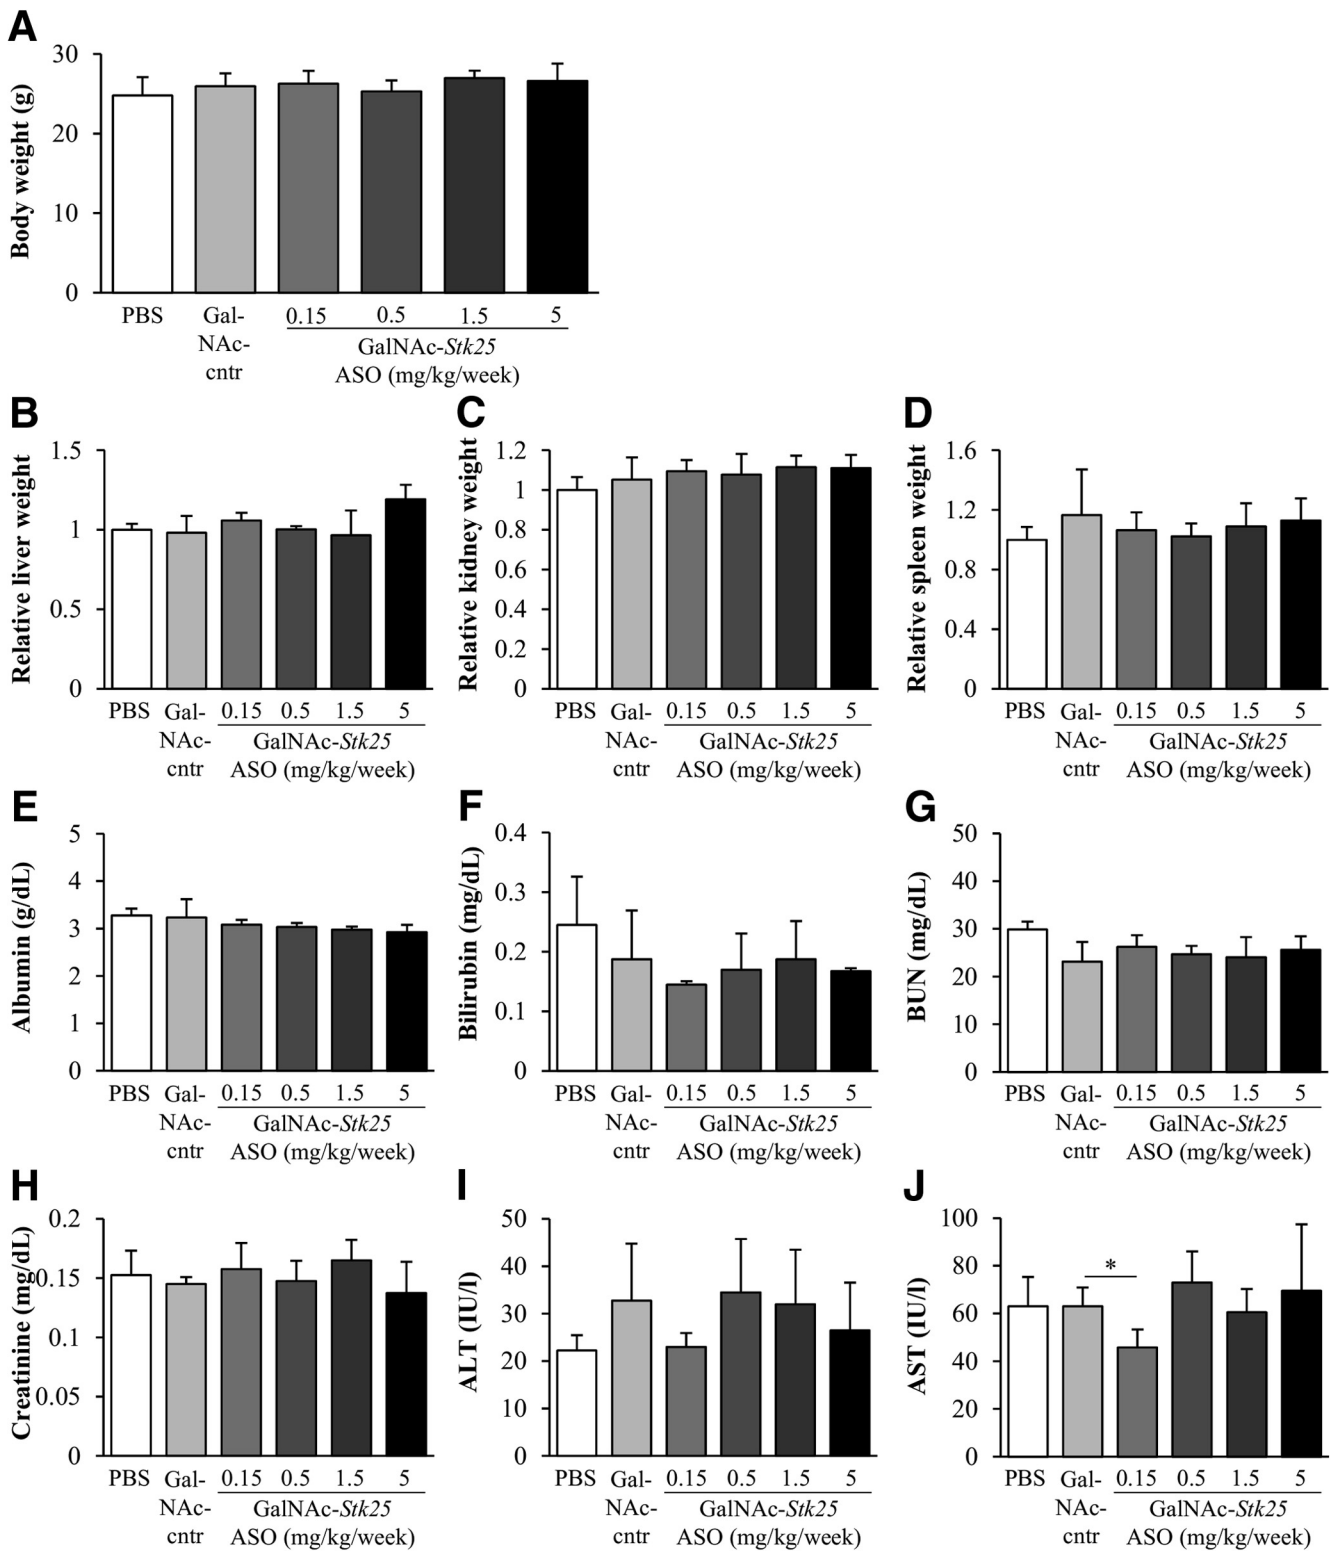 A
Body weight (g)
30
20
10
0
PBS
Gal-
NAc-
cntr
0.15 0.5 1.5 5
GalNAc-Stk25
ASO (mg/kg/week)
B
Relative liver weight
1.5
1
0.5
0
PBS
Gal-
NAc-
cntr
0.15 0.5 1.5 5
GalNAc-Stk25
ASO (mg/kg/week)
C
Relative kidney weight
1.2
1
0.8
0.6
0.4
0.2
0
PBS
Gal-
NAc-
cntr
0.15 0.5 1.5 5
GalNAc-Stk25
ASO (mg/kg/week)
D
Relative spleen weight
1.6
1.2
0.8
0.4
0
PBS
Gal-
NAc-
cntr
0.15 0.5 1.5 5
GalNAc-Stk25
ASO (mg/kg/week)
E
Albumin (g/dL)
5
4
3
2
1
0
PBS
Gal-
NAc-
cntr
0.15 0.5 1.5 5
GalNAc-Stk25
ASO (mg/kg/week)
F
Bilirubin (mg/dL)
0.4
0.3
0.2
0.1
0
PBS
Gal-
NAc-
cntr
0.15 0.5 1.5 5
GalNAc-Stk25
ASO (mg/kg/week)
G
BUN (mg/dL)
50
40
30
20
10
0
PBS
Gal-
NAc-
cntr
0.15 0.5 1.5 5
GalNAc-Stk25
ASO (mg/kg/week)
H
Creatinine (mg/dL)
0.2
0.15
0.1
0.05
0
PBS
Gal-
NAc-
cntr
0.15 0.5 1.5 5
GalNAc-Stk25
ASO (mg/kg/week)
I
ALT (IU/l)
50
40
30
20
10
0
PBS
Gal-
NAc-
cntr
0.15 0.5 1.5 5
GalNAc-Stk25
ASO (mg/kg/week)
J
AST (IU/l)
100
80
60
40
20
0
*
PBS
Gal-
NAc-
cntr
0.15 0.5 1.5 5
GalNAc-Stk25
ASO (mg/kg/week)